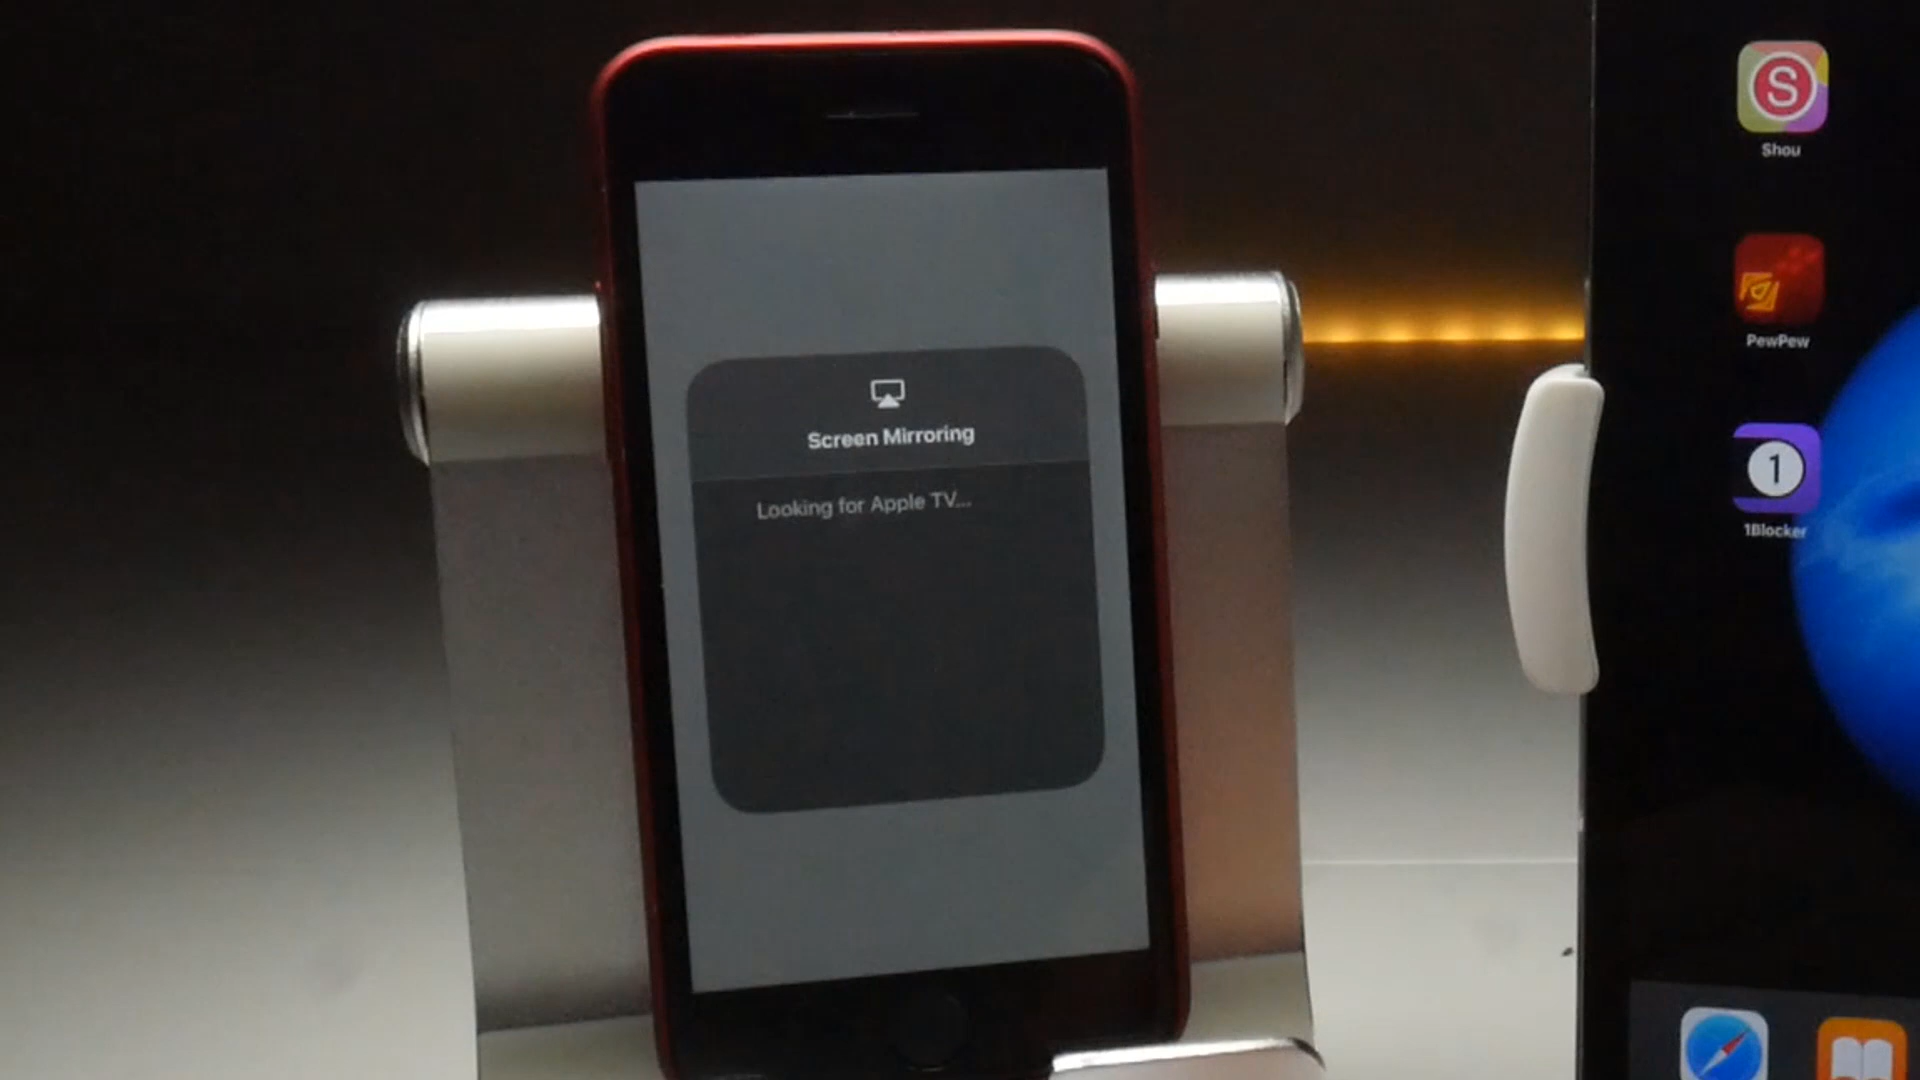 Screen Mirroring
Looking for Apple TV...
S
Shou
PewPew
1
1Blocker